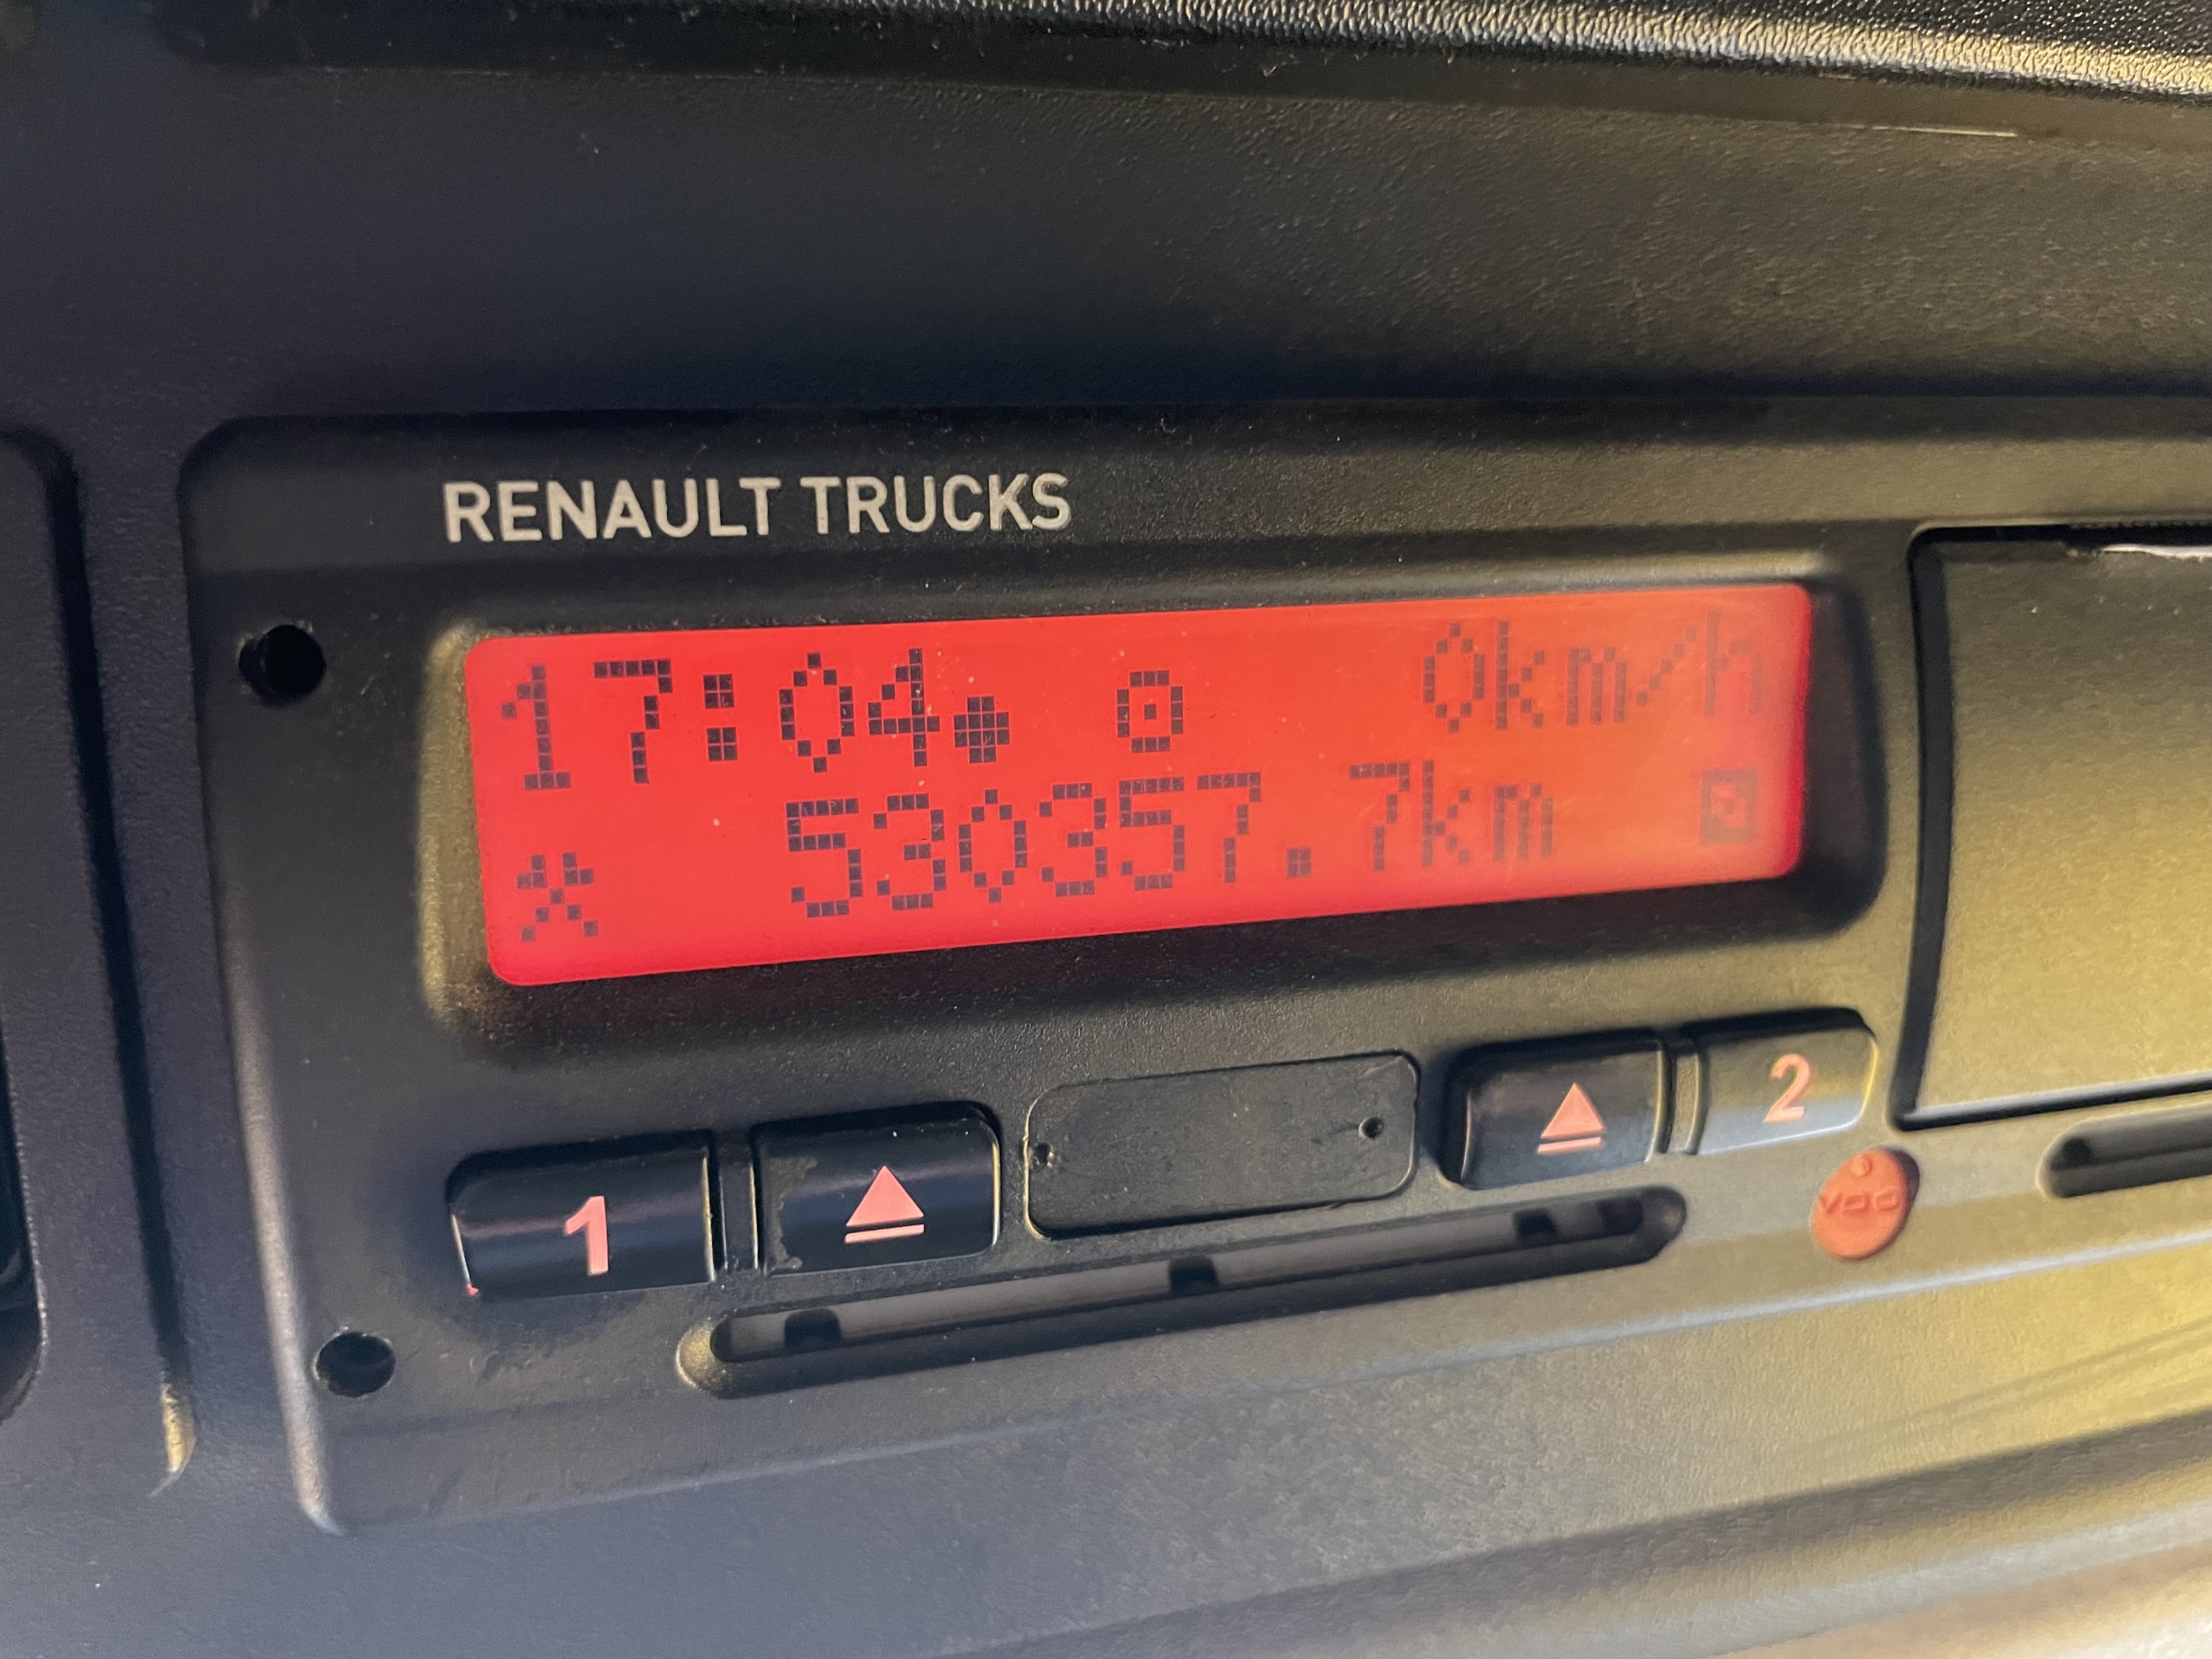 RENAULT TRUCKS
17:04 0km/h
530357.7km
1 2
VDO